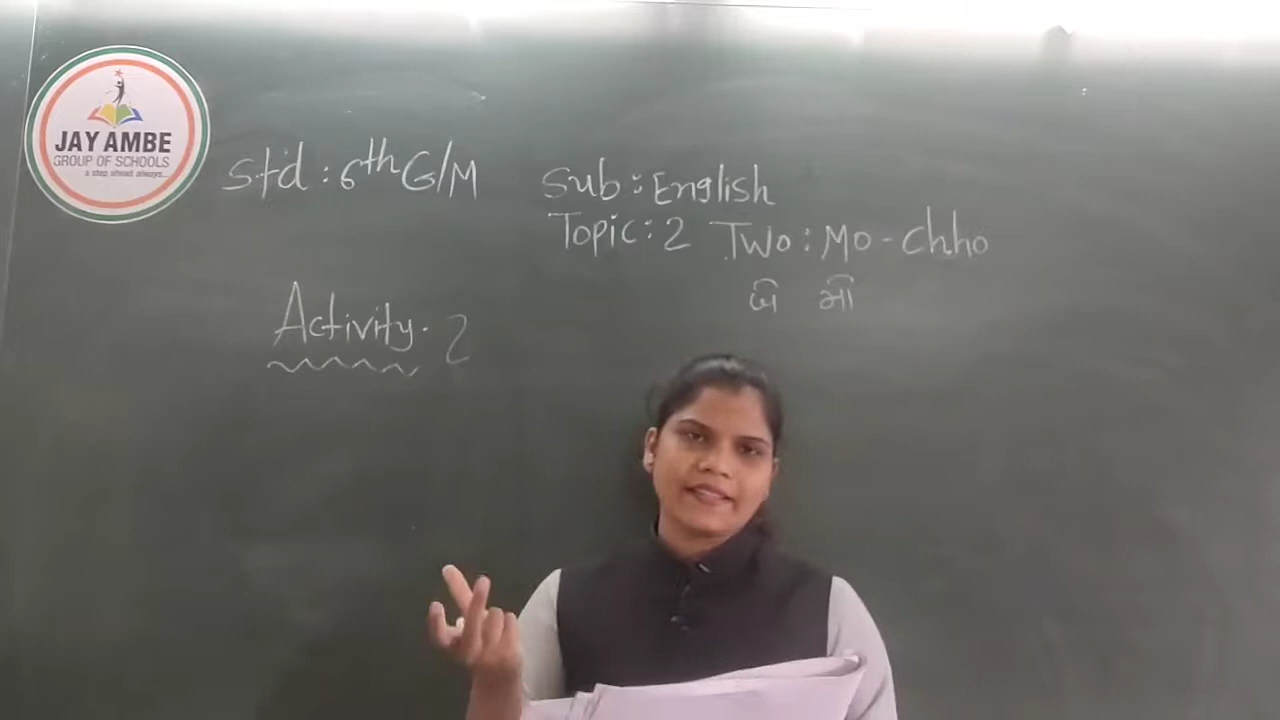 JAY AMBE
GROUP OF SCHOOLS
a step ahead always...
Std : 6th G/M
Sub : English
Topic : 2 Two : Mo - Chho
Activity. 2